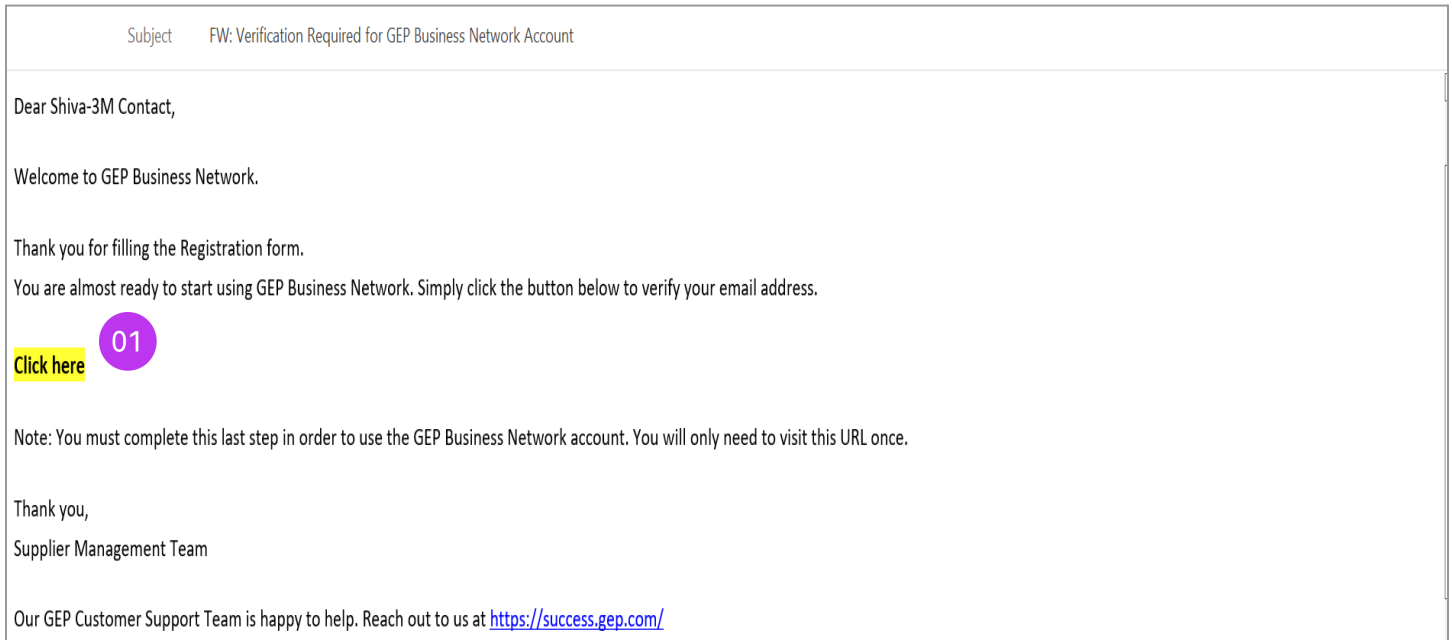 Subject FW: Verification Required for GEP Business Network Account
Dear Shiva-3M Contact,
Welcome to GEP Business Network.
Thank you for filling the Registration form.
You are almost ready to start using GEP Business Network. Simply click the button below to verify your email address.
01
Click here
Note: You must complete this last step in order to use the GEP Business Network account. You will only need to visit this URL once.
Thank you,
Supplier Management Team
Our GEP Customer Support Team is happy to help. Reach out to us at https://success.gep.com/